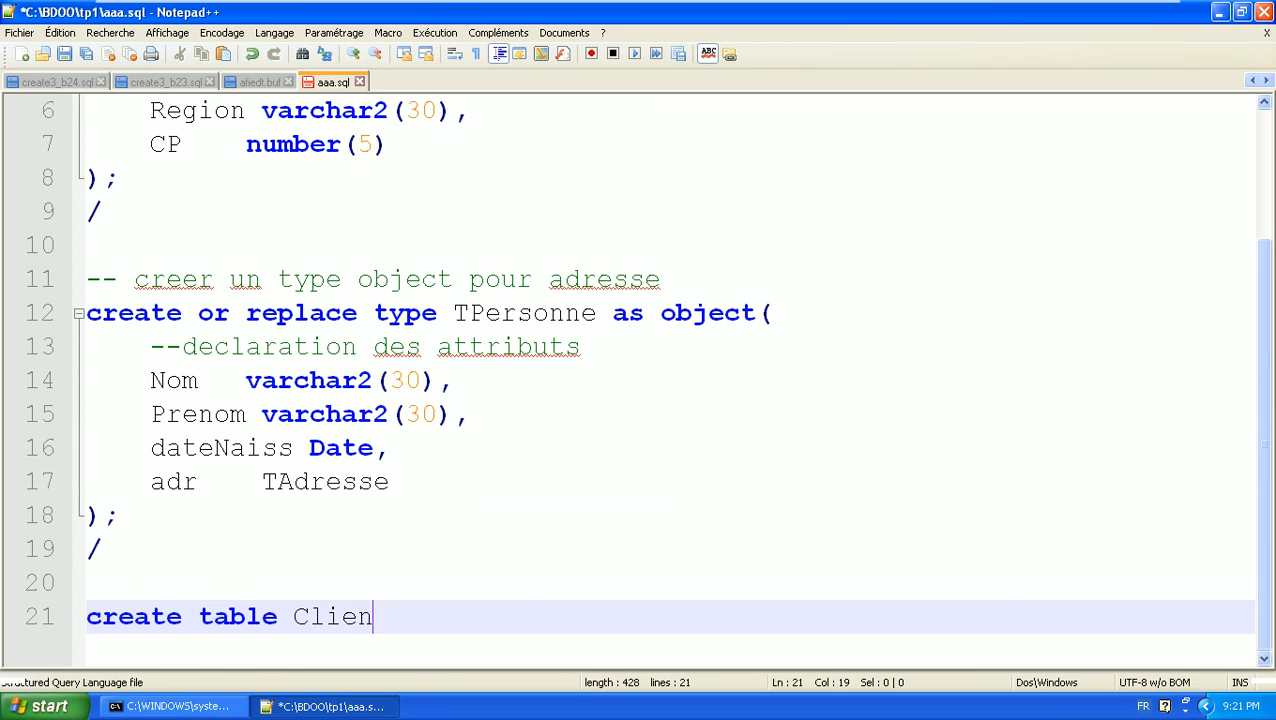 *C:\BDOO\tp1\aaa.sql - Notepad++
Fichier Édition Recherche Affichage Encodage Langage Paramétrage Macro Exécution Compléments Documents ? X
create3_b24.sql create3_b23.sql afiedt.buf aaa.sql
6 Region varchar2(30),
7 CP number(5)
8 );
9 /
10
11 -- creer un type object pour adresse
12 create or replace type TPersonne as object(
13 --declaration des attributs
14 Nom varchar2(30),
15 Prenom varchar2(30),
16 dateNaiss Date,
17 adr TAdresse
18 );
19 /
20
21 create table Clien
Structured Query Language file length : 428 lines : 21 Ln : 21 Col : 19 Sel : 0 | 0 Dos\Windows UTF-8 w/o BOM INS
start C:\WINDOWS\syste... *C:\BDOO\tp1\aaa.s... FR 9:21 PM